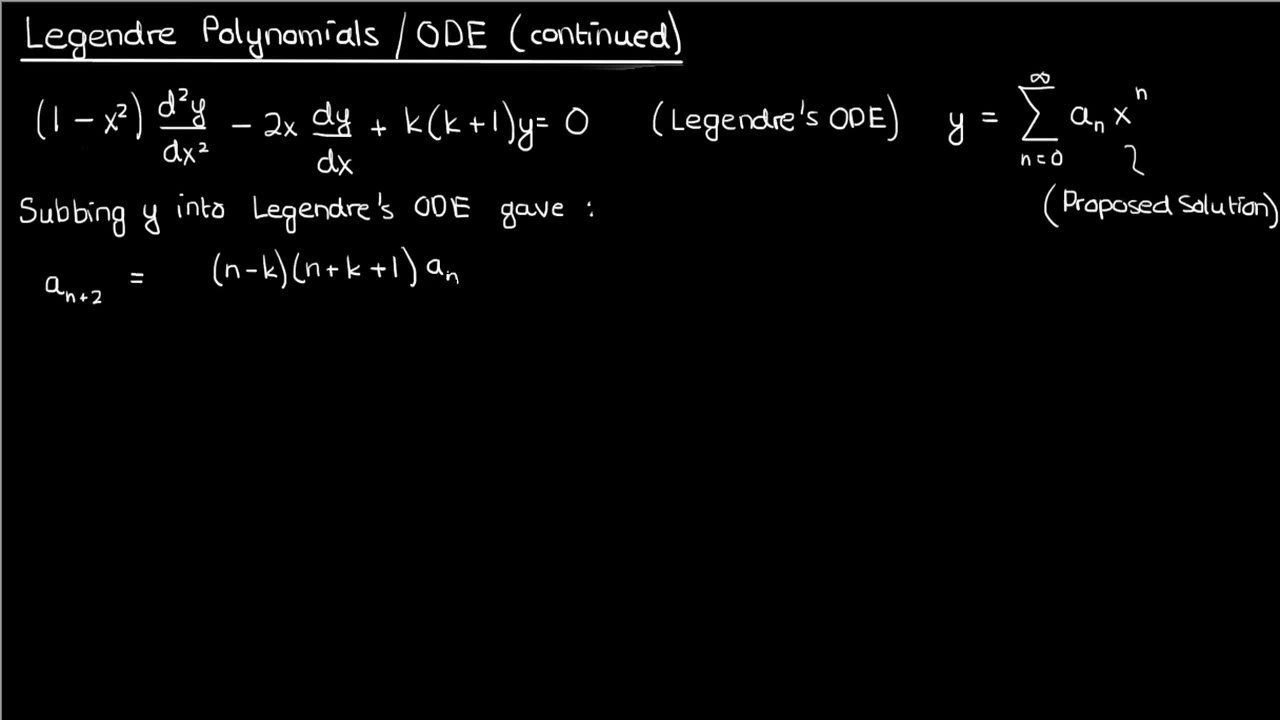 Legendre Polynomials / ODE (continued)
(1 - x²) d²y/dx² - 2x dy/dx + k(k+1)y = 0 (Legendre's ODE) y = ∑_{n=0}^{∞} a_n x^n
Subbing y into Legendre's ODE gave : (Proposed Solution)
a_{n+2} = (n-k)(n+k+1) a_n